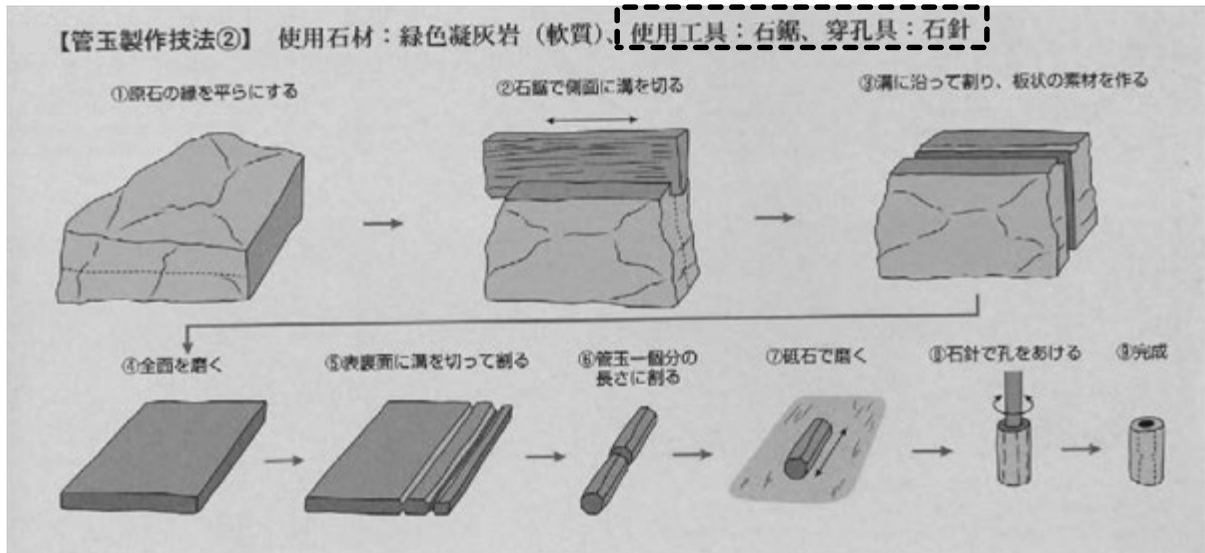 【管玉製作技法②】 使用石材：緑色凝灰岩（軟質）、使用工具：石鋸、穿孔具：石針
①原石の縁を平らにする
②石鋸で側面に溝を切る
③溝に沿って割り、板状の素材を作る
④全面を磨く
⑤表裏面に溝を切って割る
⑥管玉一個分の
長さに割る
⑦砥石で磨く
⑧石針で孔をあける
⑨完成